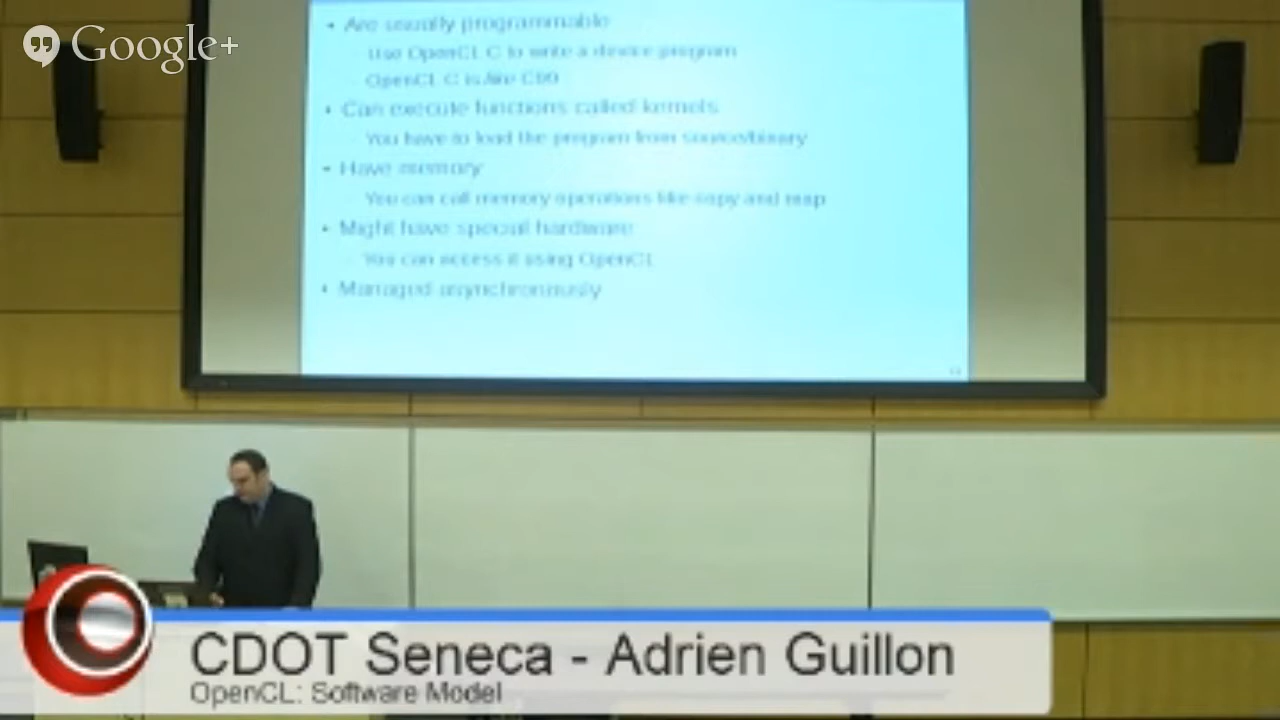 Google+
• Are usually programmable
– Use OpenCL C to write a device program
– OpenCL C is like C99
• Can execute functions called kernels
– You have to load the program from source/binary
• Have memory
– You can call memory operations like copy and map
• Might have special hardware
– You can access it using OpenCL
• Managed asynchronously
CDOT Seneca - Adrien Guillon
OpenCL: Software Model